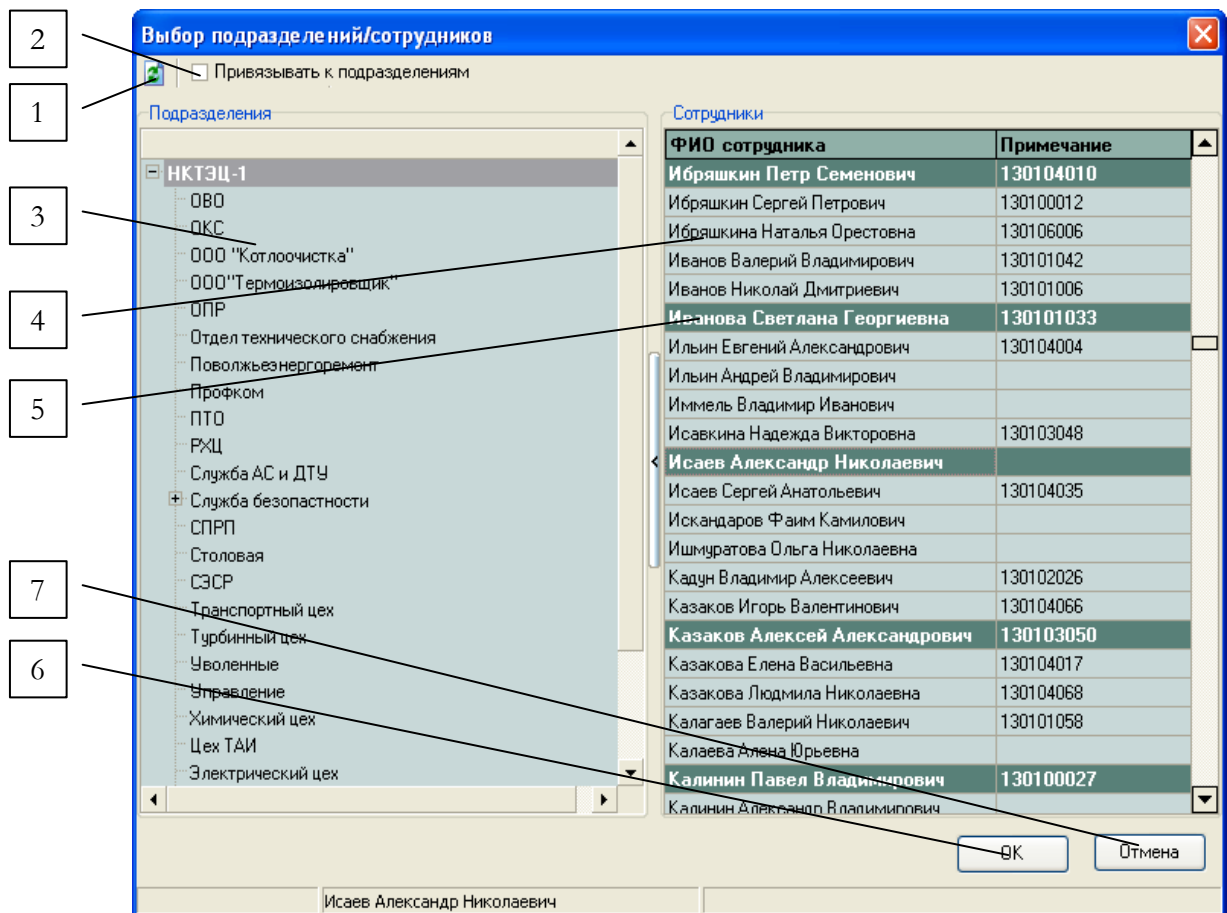 2
Выбор подразделений/сотрудников
Привязывать к подразделениям
1
Подразделения
Сотрудники
ФИО сотрудника Примечание
НКТЭЦ-1
ОВО
ОКС
3
ООО "Котлоочистка"
ООО"Термоизолировщик"
ОПР
4
Отдел технического снабжения
Поволжьеэнергоремонт
Профком
5
ПТО
РХЦ
Служба АС и ДТУ
Служба безопастности
СПРП
Столовая
СЭСР
7
Транспортный цех
Турбинный цех
Уволенные
6
Управление
Химический цех
Цех ТАИ
Электрический цех
Ибряшкин Петр Семенович 130104010
Ибряшкин Сергей Петрович 130100012
Ибряшкина Наталья Орестовна 130106006
Иванов Валерий Владимирович 130101042
Иванов Николай Дмитриевич 130101006
Иванова Светлана Георгиевна 130101033
Ильин Евгений Александрович 130104004
Ильин Андрей Владимирович
Иммель Владимир Иванович
Исавкина Надежда Викторовна 130103048
Исаев Александр Николаевич
Исаев Сергей Анатольевич 130104035
Искандаров Фаим Камилович
Ишмуратова Ольга Николаевна
Кадун Владимир Алексеевич 130102026
Казаков Игорь Валентинович 130104066
Казаков Алексей Александрович 130103050
Казакова Елена Васильевна 130104017
Казакова Людмила Николаевна 130104068
Калагаев Валерий Николаевич 130101058
Калаева Алена Юрьевна
Калинин Павел Владимирович 130100027
Калинин Александр Владимирович
ОК
Отмена
Исаев Александр Николаевич